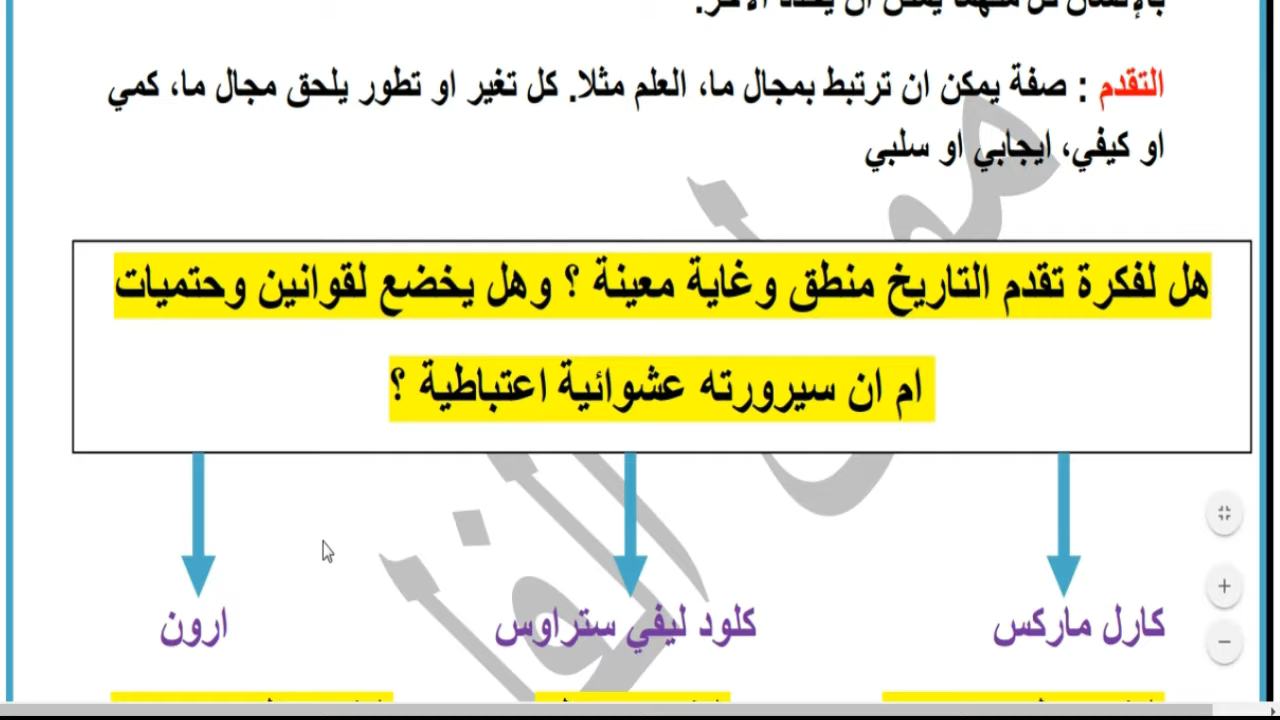 التقدم : صفة يمكن ان ترتبط بمجال ما، العلم مثلا. كل تغير او تطور يلحق مجال ما، كمي
او كيفي، ايجابي او سلبي
هل لفكرة تقدم التاريخ منطق وغاية معينة ؟ وهل يخضع لقوانين وحتميات
ام ان سيرورته عشوائية اعتباطية ؟
كارل ماركس
كلود ليفي ستراوس
ارون